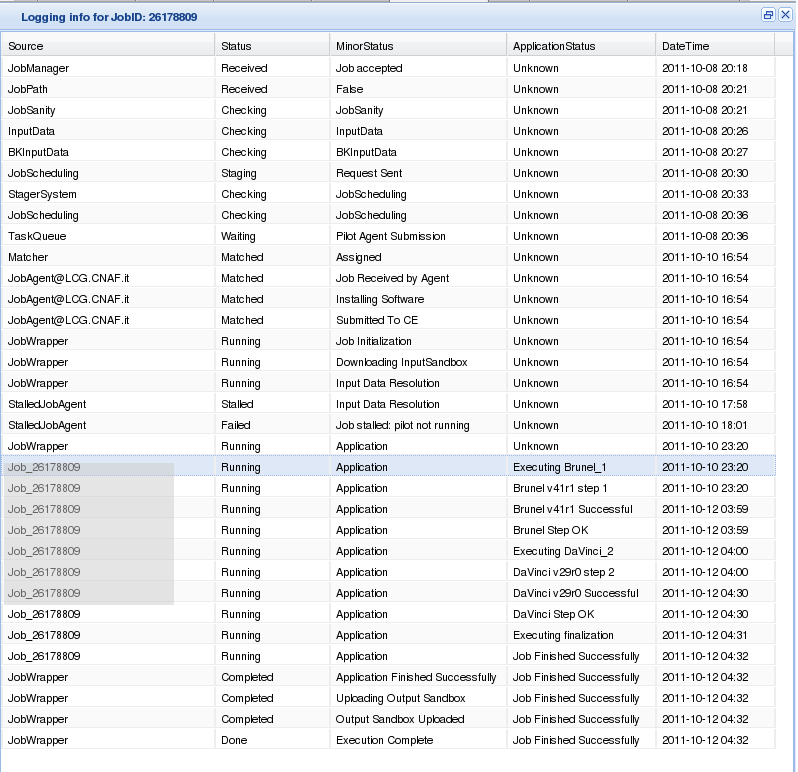 Logging info for JobID: 26178809
Source Status MinorStatus ApplicationStatus DateTime
JobManager Received Job accepted Unknown 2011-10-08 20:18
JobPath Received False Unknown 2011-10-08 20:21
JobSanity Checking JobSanity Unknown 2011-10-08 20:21
InputData Checking InputData Unknown 2011-10-08 20:26
BKInputData Checking BKInputData Unknown 2011-10-08 20:27
JobScheduling Staging Request Sent Unknown 2011-10-08 20:30
StagerSystem Checking JobScheduling Unknown 2011-10-08 20:33
JobScheduling Checking JobScheduling Unknown 2011-10-08 20:36
TaskQueue Waiting Pilot Agent Submission Unknown 2011-10-08 20:36
Matcher Matched Assigned Unknown 2011-10-10 16:54
JobAgent@LCG.CNAF.it Matched Job Received by Agent Unknown 2011-10-10 16:54
JobAgent@LCG.CNAF.it Matched Installing Software Unknown 2011-10-10 16:54
JobAgent@LCG.CNAF.it Matched Submitted To CE Unknown 2011-10-10 16:54
JobWrapper Running Job Initialization Unknown 2011-10-10 16:54
JobWrapper Running Downloading InputSandbox Unknown 2011-10-10 16:54
JobWrapper Running Input Data Resolution Unknown 2011-10-10 16:54
StalledJobAgent Stalled Input Data Resolution Unknown 2011-10-10 17:58
StalledJobAgent Failed Job stalled: pilot not running Unknown 2011-10-10 18:01
JobWrapper Running Application Unknown 2011-10-10 23:20
Job_26178809 Running Application Executing Brunel_1 2011-10-10 23:20
Job_26178809 Running Application Brunel v41r1 step 1 2011-10-10 23:20
Job_26178809 Running Application Brunel v41r1 Successful 2011-10-12 03:59
Job_26178809 Running Application Brunel Step OK 2011-10-12 03:59
Job_26178809 Running Application Executing DaVinci_2 2011-10-12 04:00
Job_26178809 Running Application DaVinci v29r0 step 2 2011-10-12 04:00
Job_26178809 Running Application DaVinci v29r0 Successful 2011-10-12 04:30
Job_26178809 Running Application DaVinci Step OK 2011-10-12 04:30
Job_26178809 Running Application Executing finalization 2011-10-12 04:31
Job_26178809 Running Application Job Finished Successfully 2011-10-12 04:32
JobWrapper Completed Application Finished Successfully Job Finished Successfully 2011-10-12 04:32
JobWrapper Completed Uploading Output Sandbox Job Finished Successfully 2011-10-12 04:32
JobWrapper Completed Output Sandbox Uploaded Job Finished Successfully 2011-10-12 04:32
JobWrapper Done Execution Complete Job Finished Successfully 2011-10-12 04:32